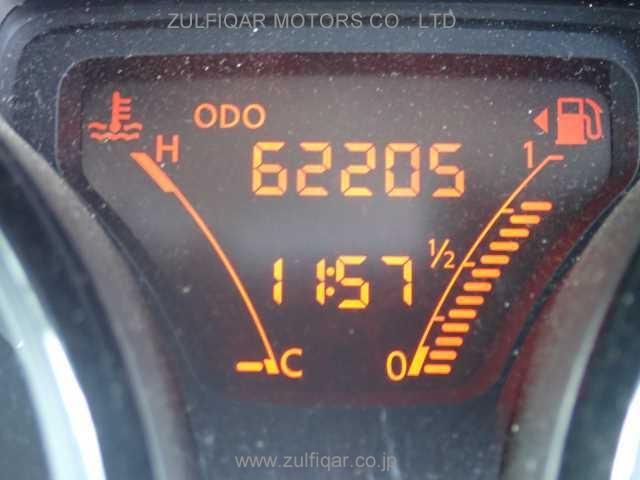 ZULFIQAR MOTORS CO. LTD.
ODO
H
62205
1
1/2
11:57
C
0
www.zulfiqar.co.jp